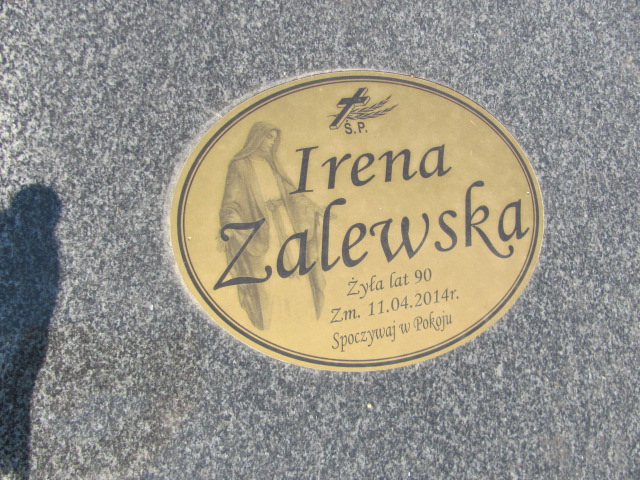 Ś.P.
Irena
Zalewska
Żyła lat 90
Zm. 11.04.2014r.
Spoczywaj w Pokoju